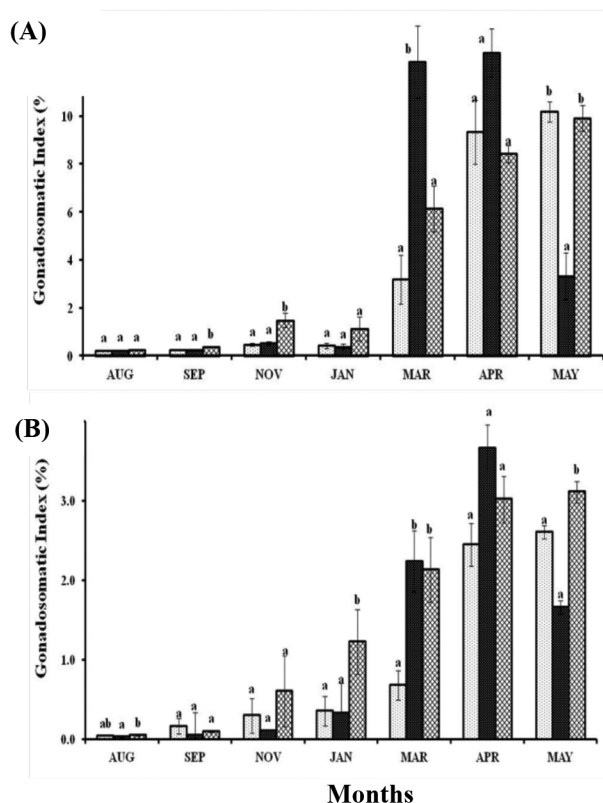 (A)
Gonadosomatic Index (%
10
8
6
4
2
0
a a a
a a b
a a b
a a a
a b a
a a a
b a b
AUG SEP NOV JAN MAR APR MAY
(B)
Gonadosomatic Index (%)
3.0
2.0
1.0
0.0
ab a b
a a a
a a a
a a b
a b b
a a a
a a b
AUG SEP NOV JAN MAR APR MAY
Months